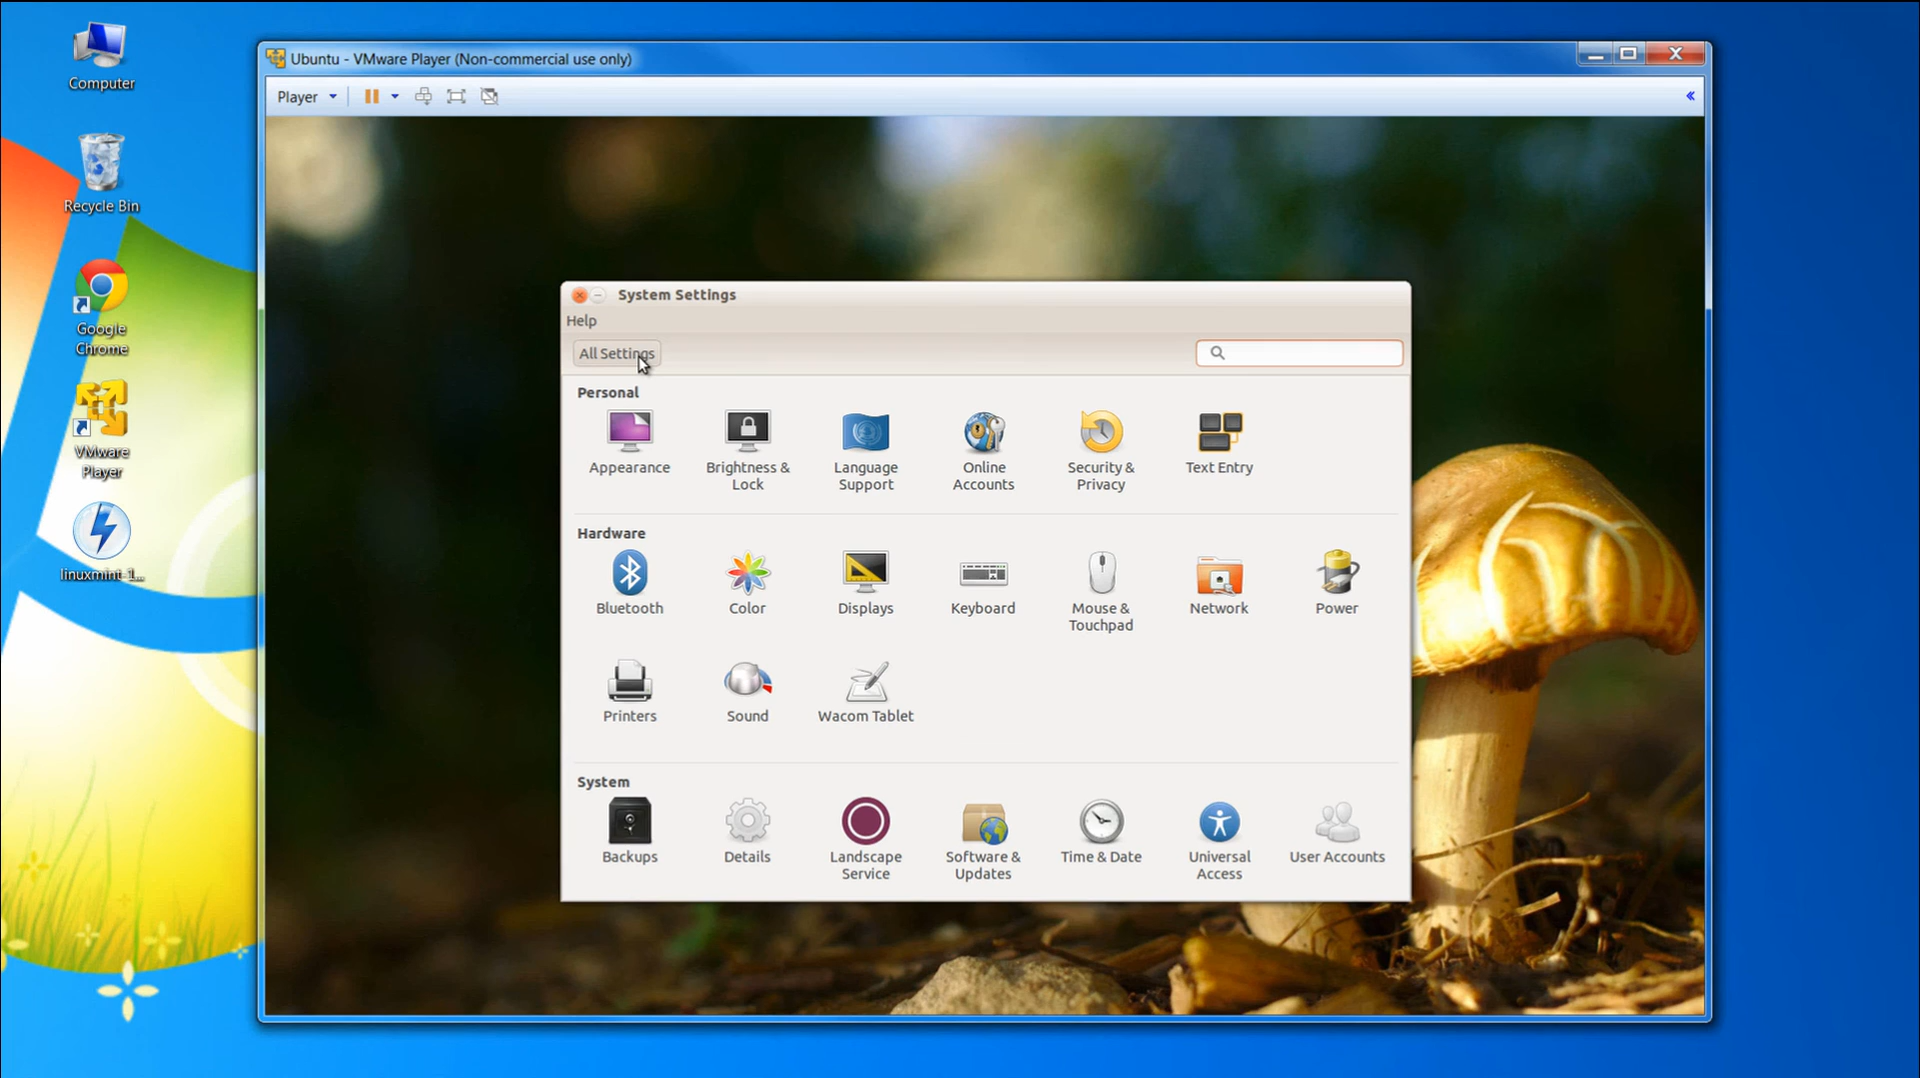 Computer
Recycle Bin
Google
Chrome
VMware
Player
linuxmint-1...
Ubuntu - VMware Player (Non-commercial use only)
Player
System Settings
Help
All Settings
Personal
Appearance
Brightness &
Lock
Language
Support
Online
Accounts
Security &
Privacy
Text Entry
Hardware
Bluetooth
Color
Displays
Keyboard
Mouse &
Touchpad
Network
Power
Printers
Sound
Wacom Tablet
System
Backups
Details
Landscape
Service
Software &
Updates
Time & Date
Universal
Access
User Accounts